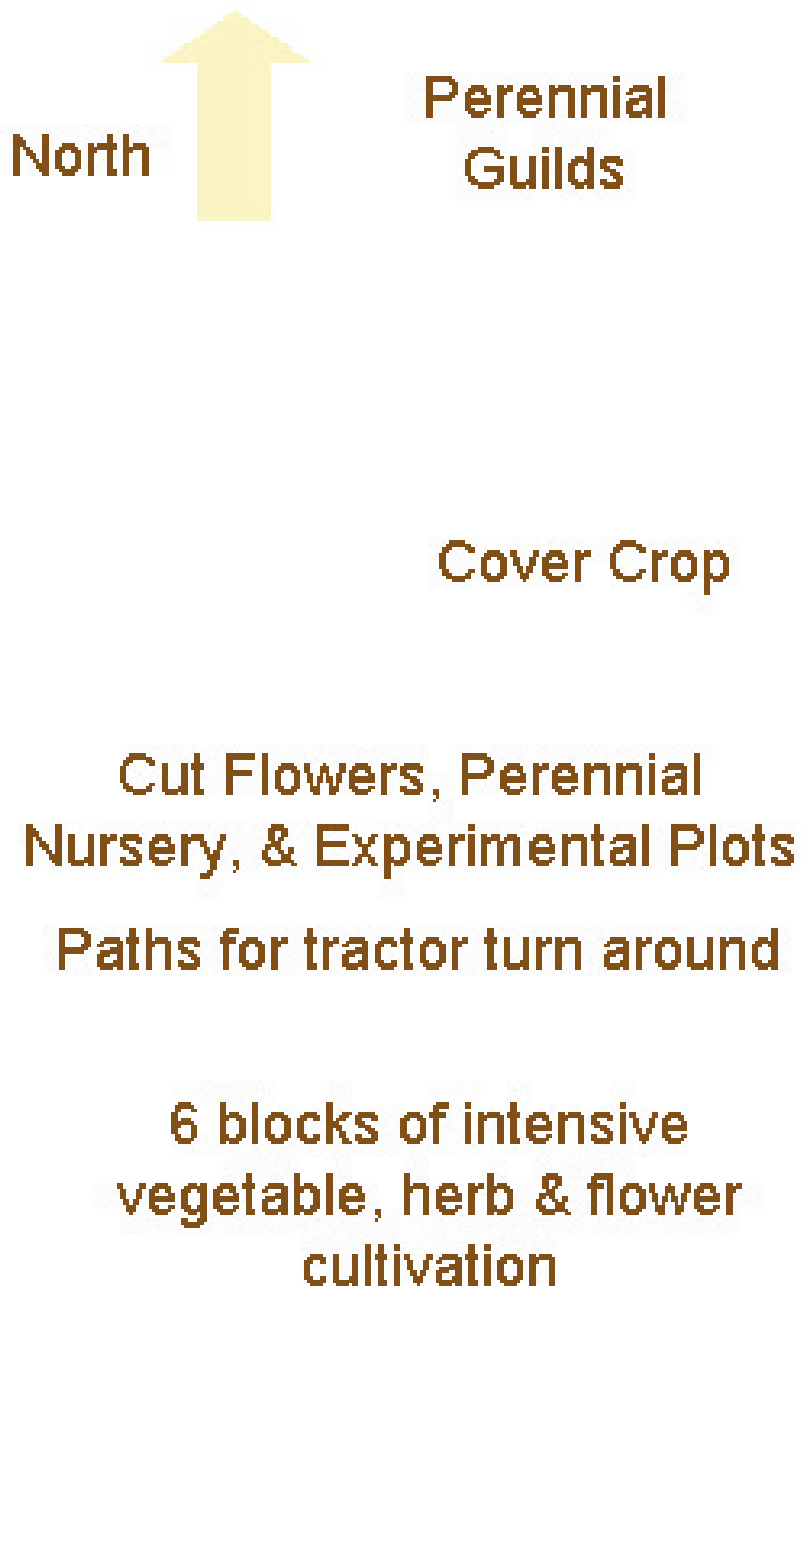 Perennial
Guilds
North
Cover Crop
Cut Flowers, Perennial
Nursery, & Experimental Plots
Paths for tractor turn around
6 blocks of intensive
vegetable, herb & flower
cultivation